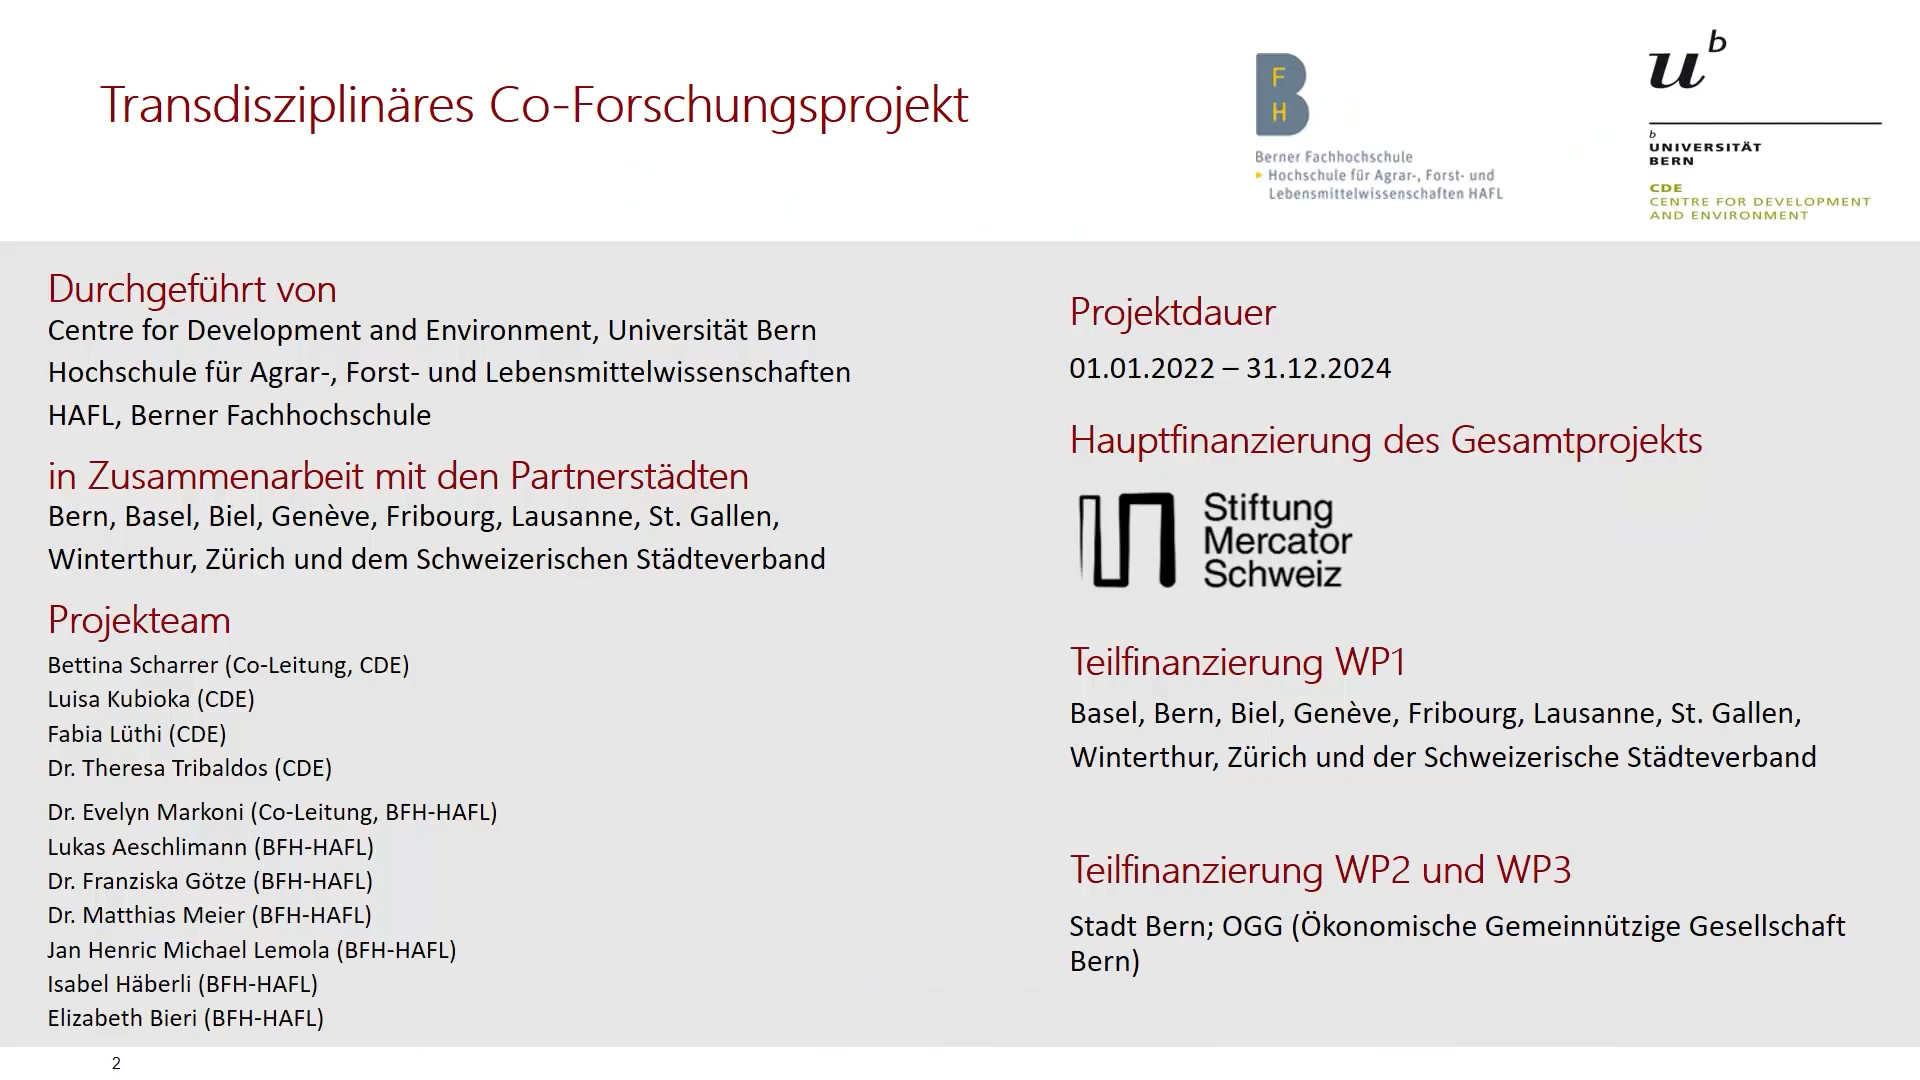 Transdisziplinäres Co-Forschungsprojekt
F
H
Berner Fachhochschule
▸ Hochschule für Agrar-, Forst- und
Lebensmittelwissenschaften HAFL
u b
b
UNIVERSITÄT
BERN
CDE
CENTRE FOR DEVELOPMENT
AND ENVIRONMENT
Durchgeführt von
Centre for Development and Environment, Universität Bern
Hochschule für Agrar-, Forst- und Lebensmittelwissenschaften
HAFL, Berner Fachhochschule
in Zusammenarbeit mit den Partnerstädten
Bern, Basel, Biel, Genève, Fribourg, Lausanne, St. Gallen,
Winterthur, Zürich und dem Schweizerischen Städteverband
Projekteam
Bettina Scharrer (Co-Leitung, CDE)
Luisa Kubioka (CDE)
Fabia Lüthi (CDE)
Dr. Theresa Tribaldos (CDE)
Dr. Evelyn Markoni (Co-Leitung, BFH-HAFL)
Lukas Aeschlimann (BFH-HAFL)
Dr. Franziska Götze (BFH-HAFL)
Dr. Matthias Meier (BFH-HAFL)
Jan Henric Michael Lemola (BFH-HAFL)
Isabel Häberli (BFH-HAFL)
Elizabeth Bieri (BFH-HAFL)
Projektdauer
01.01.2022 – 31.12.2024
Hauptfinanzierung des Gesamtprojekts
Stiftung
Mercator
Schweiz
Teilfinanzierung WP1
Basel, Bern, Biel, Genève, Fribourg, Lausanne, St. Gallen,
Winterthur, Zürich und der Schweizerische Städteverband
Teilfinanzierung WP2 und WP3
Stadt Bern; OGG (Ökonomische Gemeinnützige Gesellschaft
Bern)
2